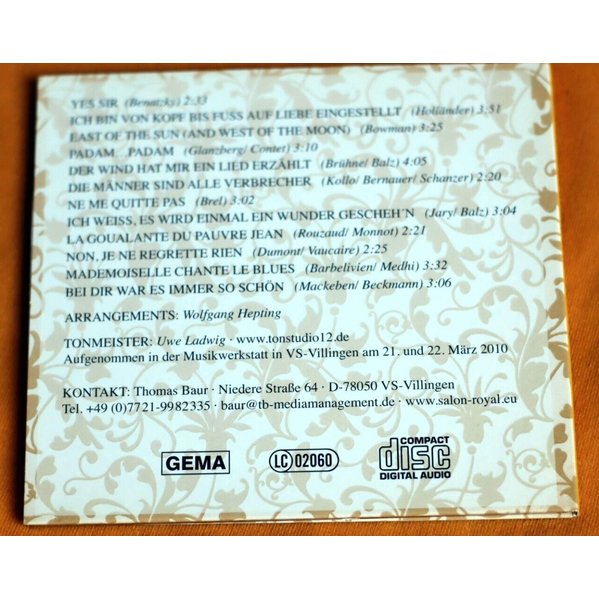 YES SIR (Benatzky) 2:33
ICH BIN VON KOPF BIS FUSS AUF LIEBE EINGESTELLT (Holländer) 3:51
EAST OF THE SUN (AND WEST OF THE MOON) (Bowman) 3:25
PADAM...PADAM (Glanzberg/ Contet) 3:10
DER WIND HAT MIR EIN LIED ERZÄHLT (Brühne/ Balz) 4:05
DIE MÄNNER SIND ALLE VERBRECHER (Kollo/ Bernauer/ Schanzer) 2:20
NE ME QUITTE PAS (Brel) 3:02
ICH WEISS, ES WIRD EINMAL EIN WUNDER GESCHEH´N (Jary/ Balz) 3:04
LA GOUALANTE DU PAUVRE JEAN (Rouzaud/ Monnot) 2:21
NON, JE NE REGRETTE RIEN (Dumont/ Vaucaire) 2:25
MADEMOISELLE CHANTE LE BLUES (Barbelivien/ Medhi) 3:32
BEI DIR WAR ES IMMER SO SCHÖN (Mackeben/ Beckmann) 3:06
ARRANGEMENTS: Wolfgang Hepting
TONMEISTER: Uwe Ladwig · www.tonstudio12.de
Aufgenommen in der Musikwerkstatt in VS-Villingen am 21. und 22. März 2010
KONTAKT: Thomas Baur · Niedere Straße 64 · D-78050 VS-Villingen
Tel. +49 (0)7721-9982335 · baur@tb-mediamanagement.de · www.salon-royal.eu
GEMA LC 02060 COMPACT disc DIGITAL AUDIO